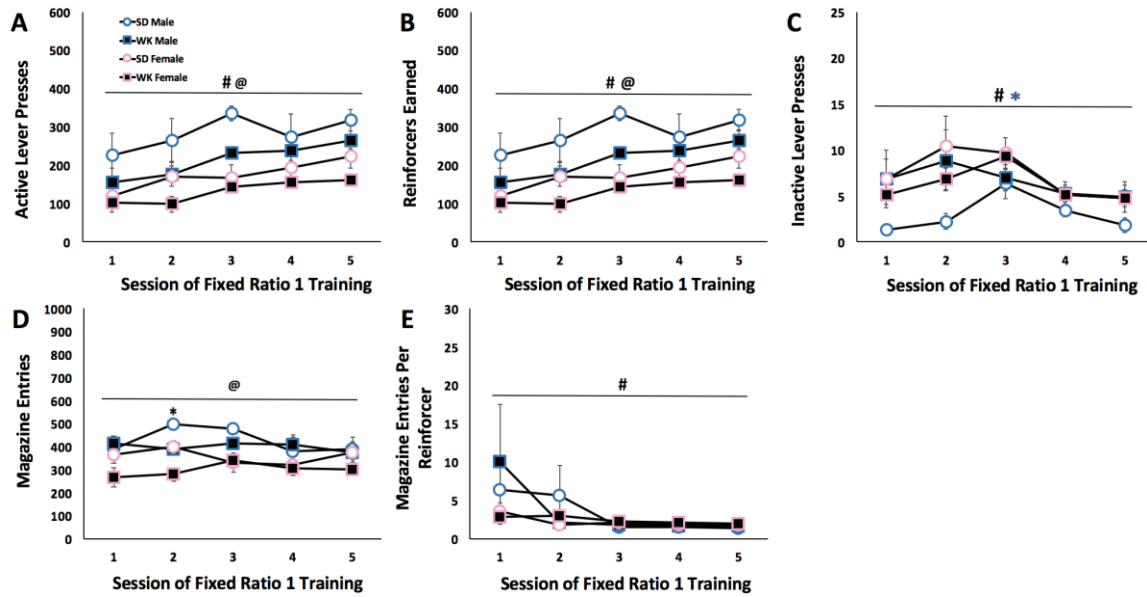 A
Active Lever Presses
600
500
400
300
200
100
0
SD Male
WK Male
SD Female
WK Female
# @
1 2 3 4 5
Session of Fixed Ratio 1 Training
B
Reinforcers Earned
600
500
400
300
200
100
0
# @
1 2 3 4 5
Session of Fixed Ratio 1 Training
C
Inactive Lever Presses
25
20
15
10
5
0
# *
1 2 3 4 5
Session of Fixed Ratio 1 Training
D
Magazine Entries
1000
900
800
700
600
500
400
300
200
100
0
@
*
1 2 3 4 5
Session of Fixed Ratio 1 Training
E
Magazine Entries Per
Reinforcer
30
25
20
15
10
5
0
#
1 2 3 4 5
Session of Fixed Ratio 1 Training